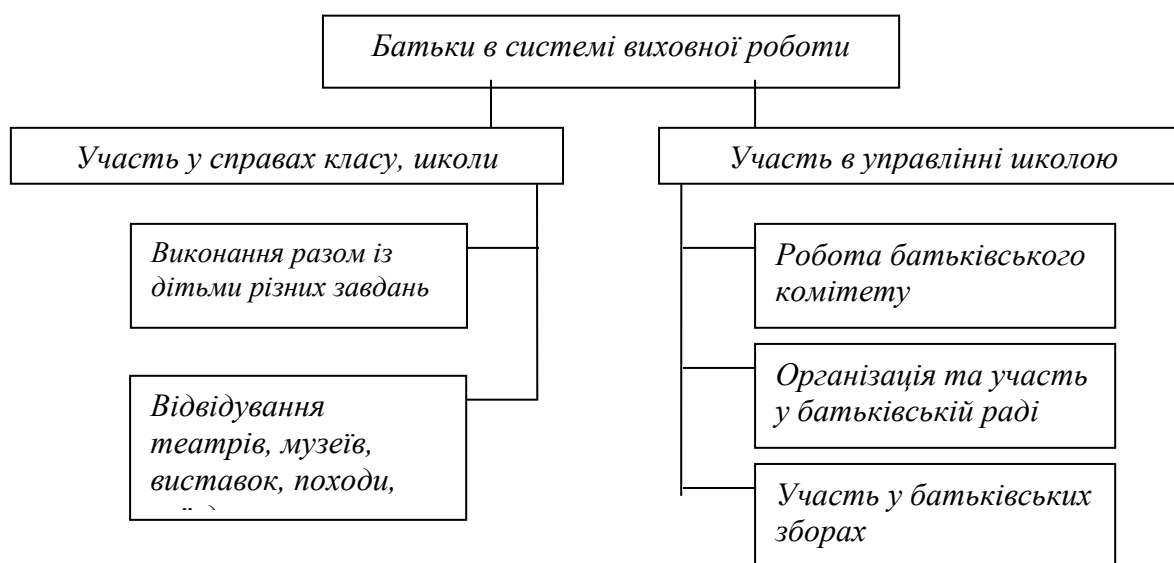 Батьки в системі виховної роботи
Участь у справах класу, школи
Участь в управлінні школою
Виконання разом із
дітьми різних завдань
Відвідування
театрів, музеїв,
виставок, походи,
Робота батьківського
комітету
Організація та участь
у батьківській раді
Участь у батьківських
зборах